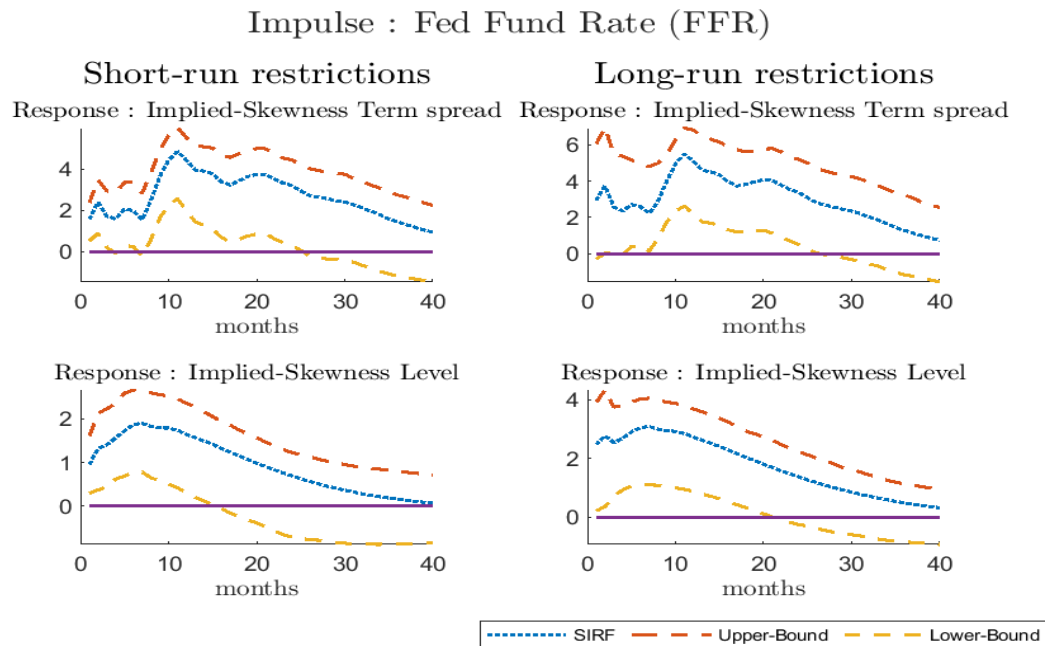 Impulse : Fed Fund Rate (FFR)
Short-run restrictions
Long-run restrictions
Response : Implied-Skewness Term spread
Response : Implied-Skewness Term spread
4
2
0
0
10
20
30
40
months
6
4
2
0
0
10
20
30
40
months
Response : Implied-Skewness Level
Response : Implied-Skewness Level
2
1
0
0
10
20
30
40
months
4
2
0
0
10
20
30
40
months
SIRF
Upper-Bound
Lower-Bound